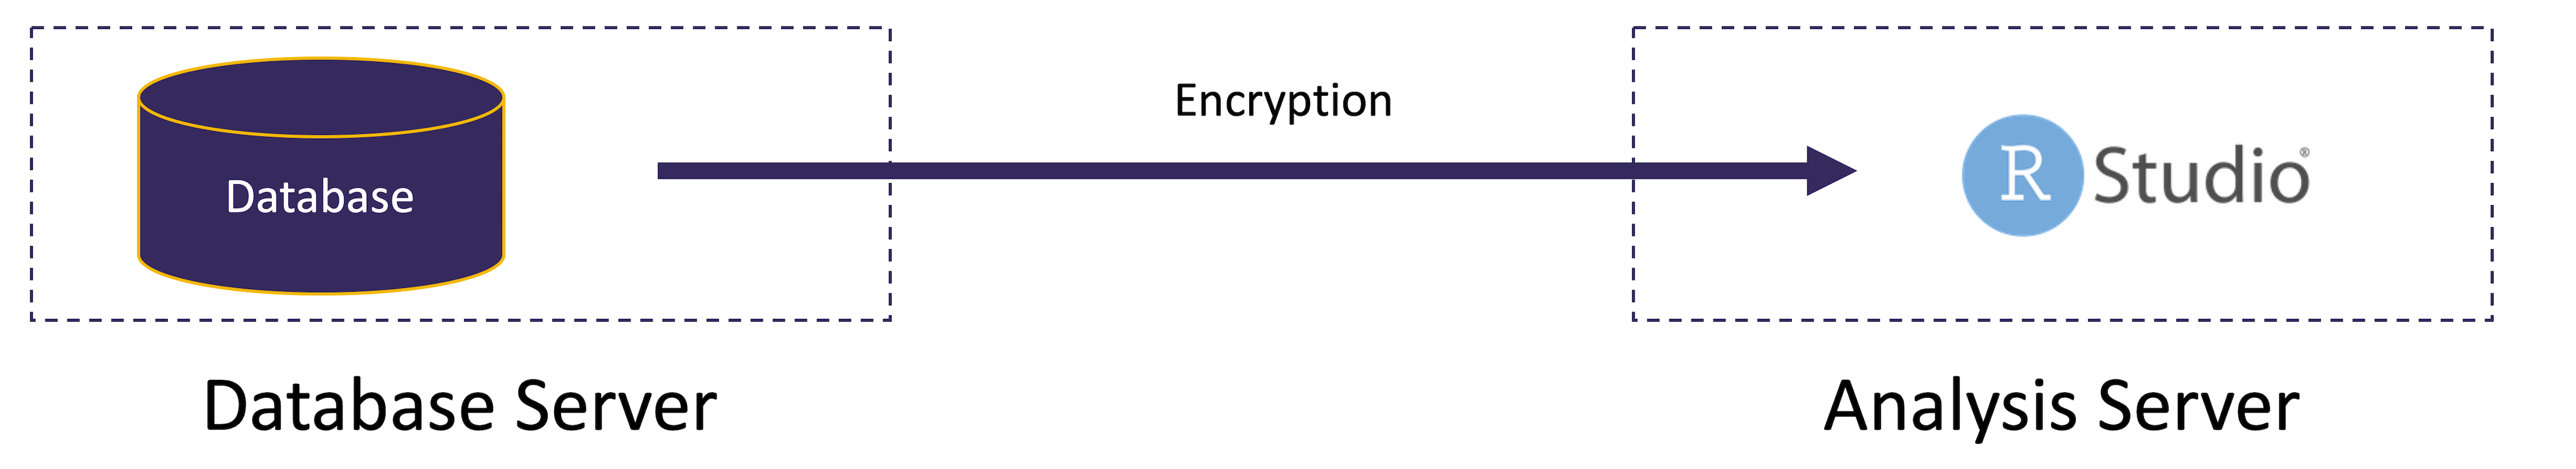 Encryption
Database
R Studio®
Database Server
Analysis Server